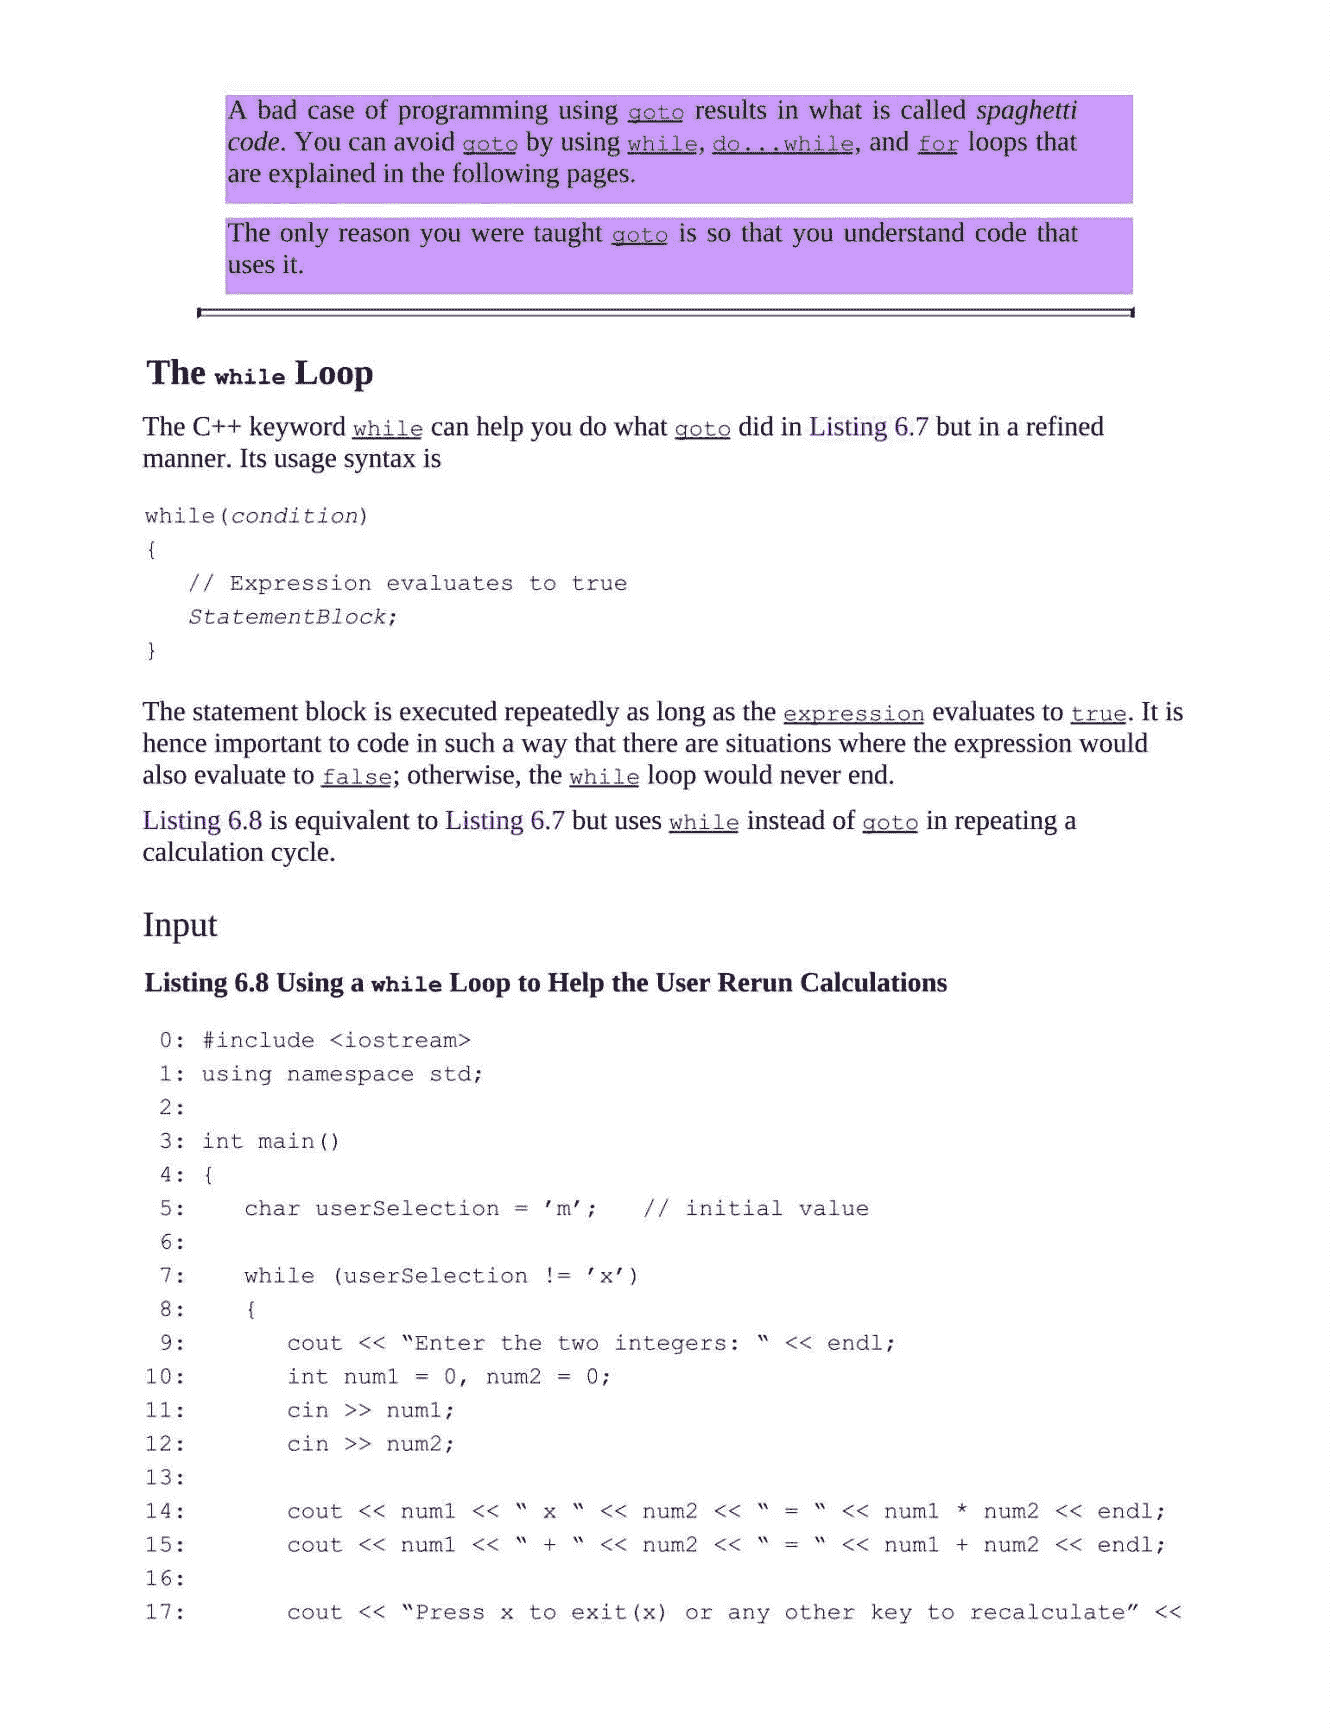 A bad case of programming using goto results in what is called spaghetti
code. You can avoid goto by using while, do...while, and for loops that
are explained in the following pages.
The only reason you were taught goto is so that you understand code that
uses it.
The while Loop
The C++ keyword while can help you do what goto did in Listing 6.7 but in a refined
manner. Its usage syntax is
while(condition)
{
   // Expression evaluates to true
   StatementBlock;
}
The statement block is executed repeatedly as long as the expression evaluates to true. It is
hence important to code in such a way that there are situations where the expression would
also evaluate to false; otherwise, the while loop would never end.
Listing 6.8 is equivalent to Listing 6.7 but uses while instead of goto in repeating a
calculation cycle.
Input
Listing 6.8 Using a while Loop to Help the User Rerun Calculations
 0: #include <iostream>
 1: using namespace std;
 2:
 3: int main()
 4: {
 5:    char userSelection = ’m’;   // initial value
 6:
 7:    while (userSelection != ’x’)
 8:    {
 9:       cout << “Enter the two integers: “ << endl;
10:       int num1 = 0, num2 = 0;
11:       cin >> num1;
12:       cin >> num2;
13:
14:       cout << num1 << “ x “ << num2 << “ = “ << num1 * num2 << endl;
15:       cout << num1 << “ + “ << num2 << “ = “ << num1 + num2 << endl;
16:
17:       cout << “Press x to exit(x) or any other key to recalculate” <<